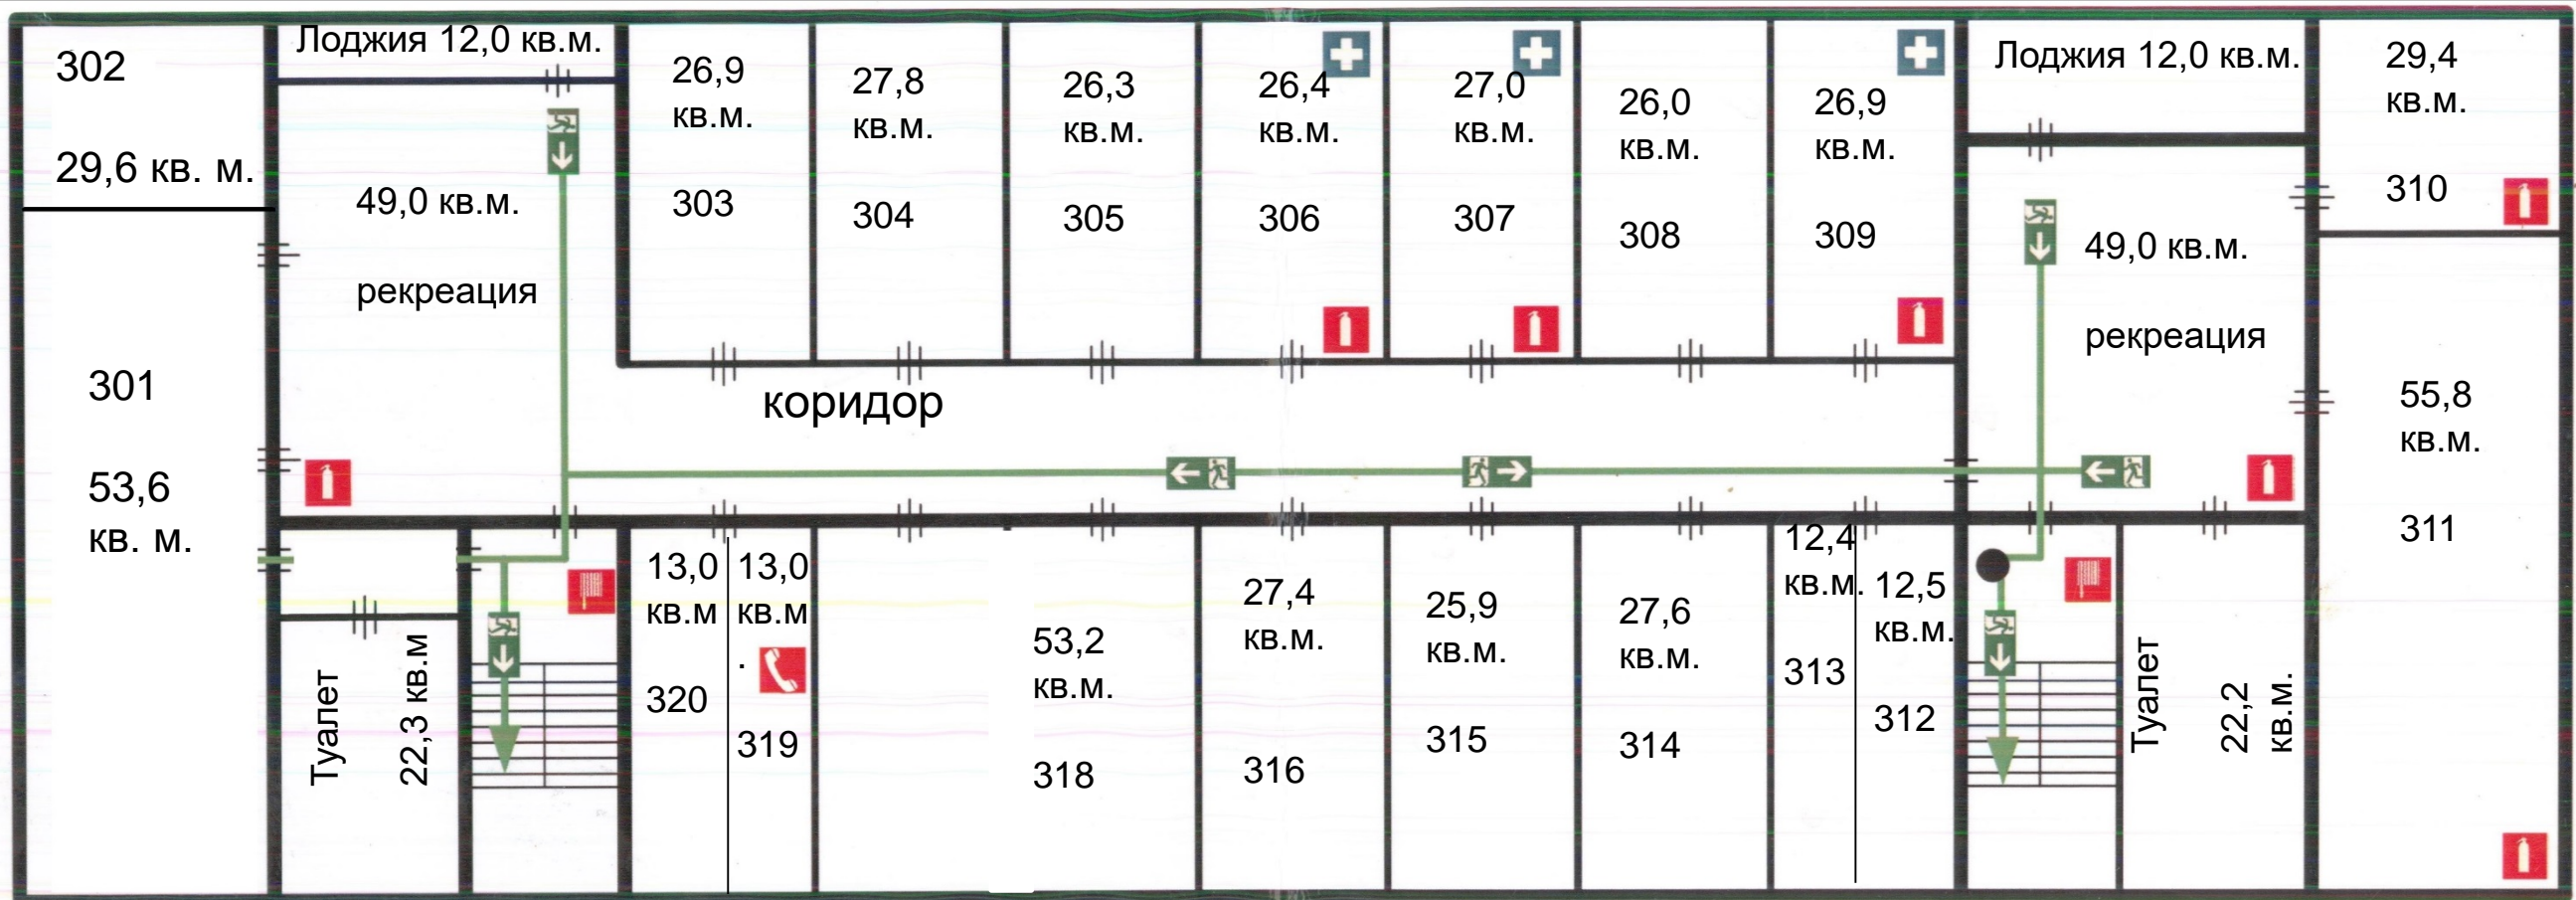 302
29,6 кв. м.
301
53,6
кв. м.
Лоджия 12,0 кв.м.
49,0 кв.м.
рекреация
26,9
кв.м.
303
27,8
кв.м.
304
26,3
кв.м.
305
26,4
кв.м.
306
27,0
кв.м.
307
26,0
кв.м.
308
26,9
кв.м.
309
Лоджия 12,0 кв.м.
49,0 кв.м.
рекреация
29,4
кв.м.
310
55,8
кв.м.
311
коридор
Туалет
22,3 кв.м
13,0
кв.м
320
13,0
кв.м
.
319
53,2
кв.м.
318
27,4
кв.м.
316
25,9
кв.м.
315
27,6
кв.м.
314
12,4
кв.м.
313
12,5
кв.м.
312
Туалет
22,2
кв.м.